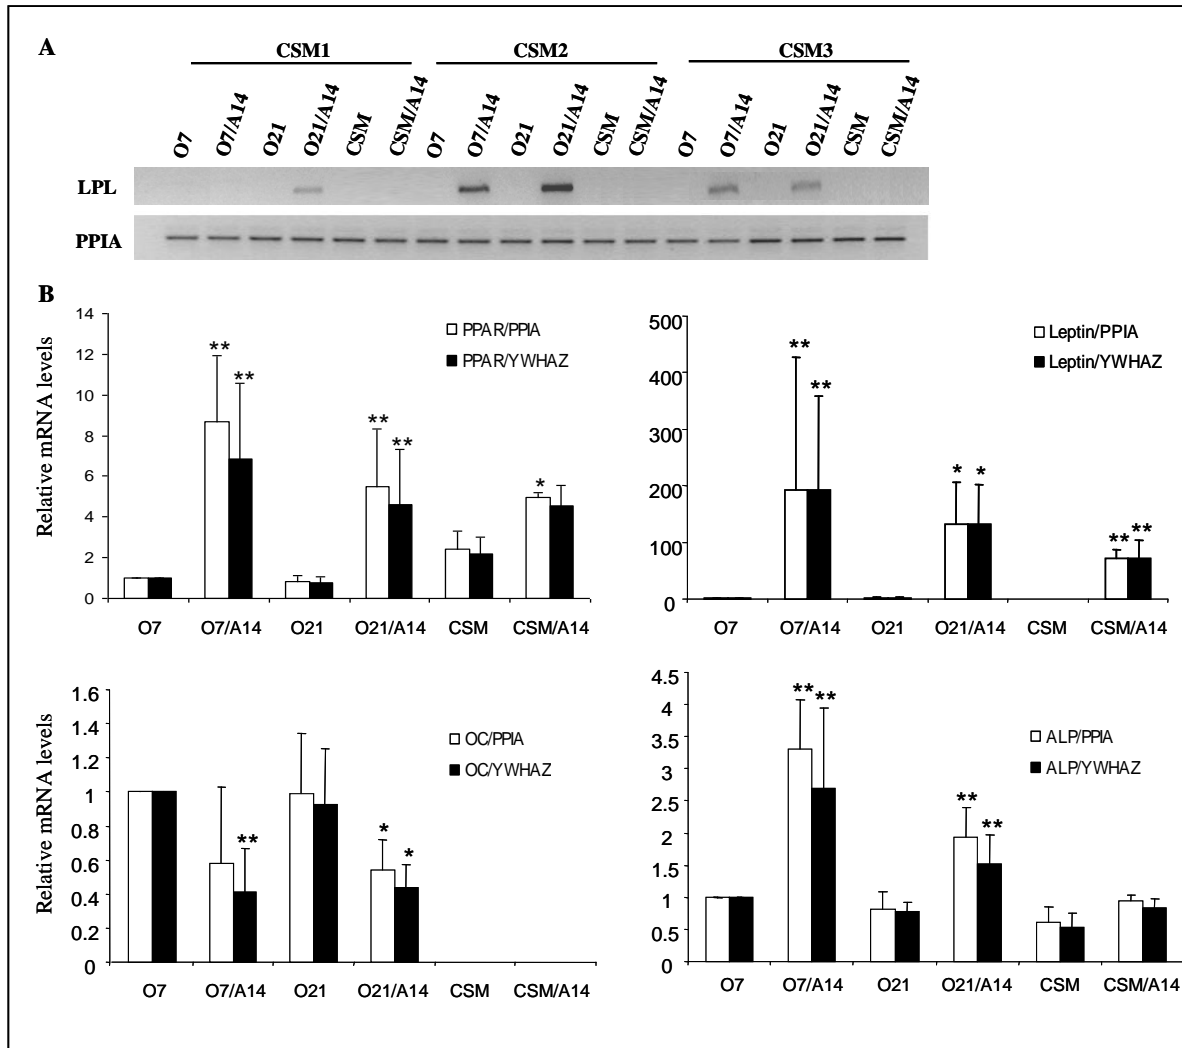 A
CSM1 CSM2 CSM3
O7 O7/A14 O21 O21/A14 CSM CSM/A14 O7 O7/A14 O21 O21/A14 CSM CSM/A14 O7 O7/A14 O21 O21/A14 CSM CSM/A14
LPL
PPIA
B
Relative mRNA levels
14
12
10
8
6
4
2
0
** ** ** ** *
PPAR/PPIA
PPAR/YWHAZ
O7 O7/A14 O21 O21/A14 CSM CSM/A14
500
400
300
200
100
0
** ** * * ** **
Leptin/PPIA
Leptin/YWHAZ
O7 O7/A14 O21 O21/A14 CSM CSM/A14
Relative mRNA levels
1.6
1.4
1.2
1
0.8
0.6
0.4
0.2
0
** * *
OC/PPIA
OC/YWHAZ
O7 O7/A14 O21 O21/A14 CSM CSM/A14
4.5
4
3.5
3
2.5
2
1.5
1
0.5
0
** ** ** **
ALP/PPIA
ALP/YWHAZ
O7 O7/A14 O21 O21/A14 CSM CSM/A14